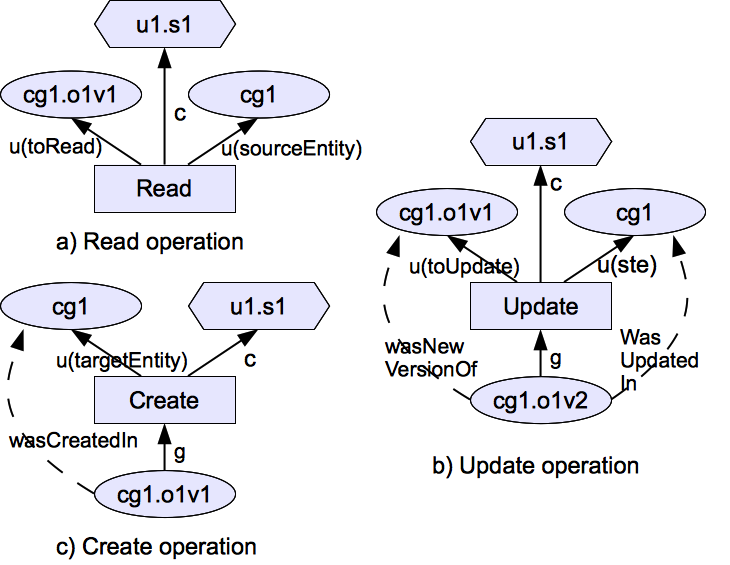 u1.s1
cg1.o1v1
cg1
c
u(toRead)
u(sourceEntity)
Read
a) Read operation
u1.s1
c
cg1.o1v1
cg1
u(toUpdate)
u(ste)
Update
wasNew
VersionOf
g
Was
Updated
In
cg1.o1v2
b) Update operation
cg1
u1.s1
u(targetEntity)
c
Create
wasCreatedIn
g
cg1.o1v1
c) Create operation